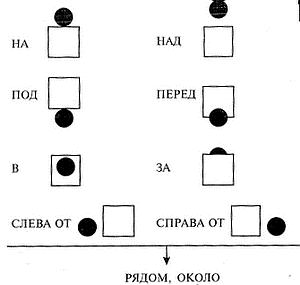 НА НАД
ПОД ПЕРЕД
В ЗА
СЛЕВА ОТ СПРАВА ОТ
РЯДОМ, ОКОЛО